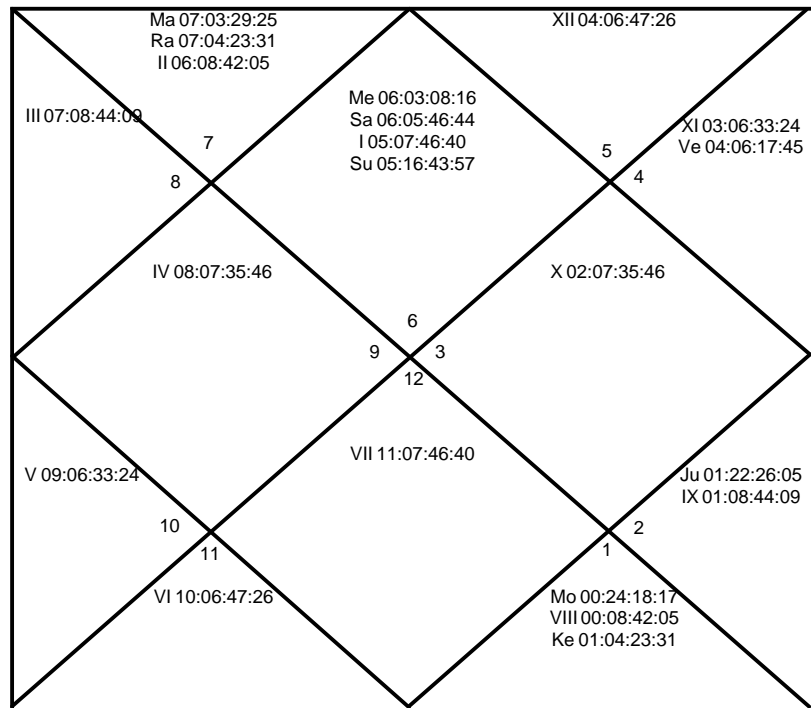 Ma 07:03:29:25
Ra 07:04:23:31
II 06:08:42:05
XII 04:06:47:26
III 07:08:44:09
Me 06:03:08:16
Sa 06:05:46:44
I 05:07:46:40
Su 05:16:43:57
XI 03:06:33:24
Ve 04:06:17:45
7
5
8
4
IV 08:07:35:46
X 02:07:35:46
6
9
3
12
VII 11:07:46:40
V 09:06:33:24
Ju 01:22:26:05
IX 01:08:44:09
10
2
11
1
VI 10:06:47:26
Mo 00:24:18:17
VIII 00:08:42:05
Ke 01:04:23:31